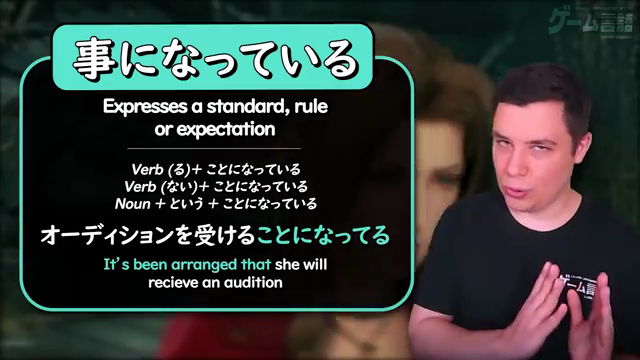 ゲーム言語
事になっている
Expresses a standard, rule
or expectation
Verb (る)+ ことになっている
Verb (ない)+ ことになっている
Noun + という + ことになっている
オーディションを受けることになってる
It's been arranged that she will
recieve an audition
ゲーム言語